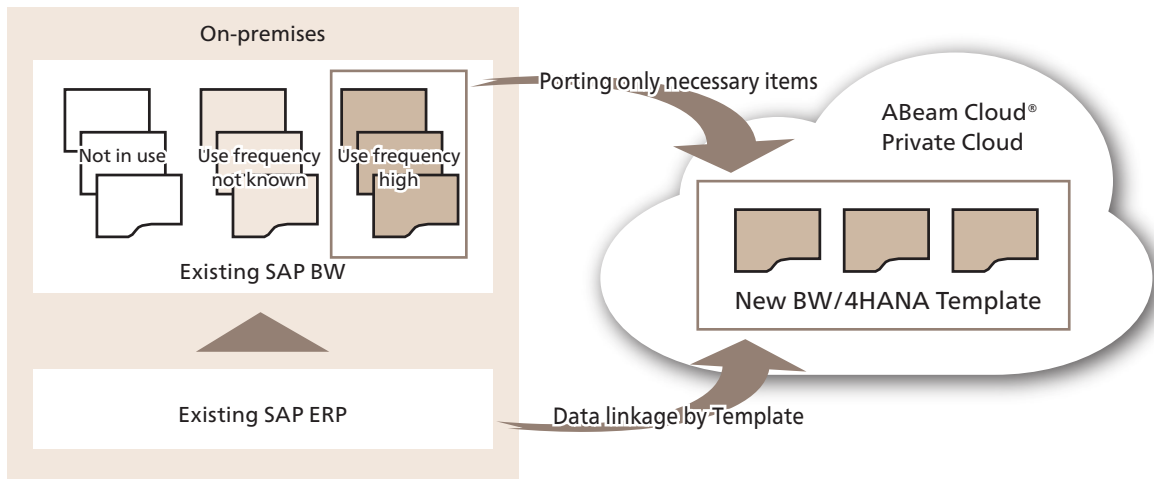 On-premises
Not in use
Use frequency
not known
Use frequency
high
Existing SAP BW
Existing SAP ERP
Porting only necessary items
Data linkage by Template
ABeam Cloud®
Private Cloud
New BW/4HANA Template